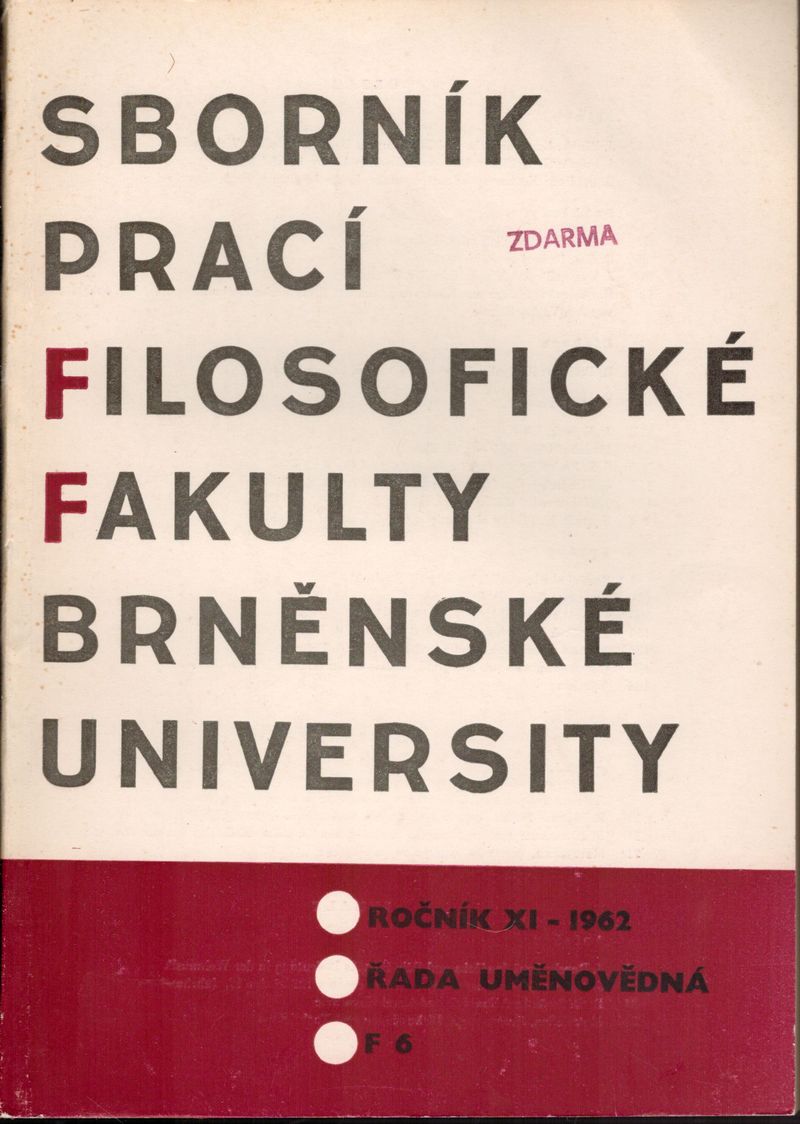 SBORNÍK
PRACÍ
ZDARMA
FILOSOFICKÉ
FAKULTY
BRNĚNSKÉ
UNIVERSITY
ROČNÍK XI - 1962
ŘADA UMĚNOVĚDNÁ
F 6